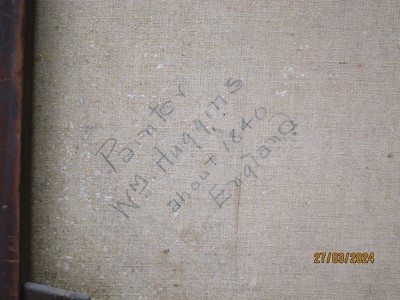 Painter
Wm. Huggins
about 1840
England
27/03/2024